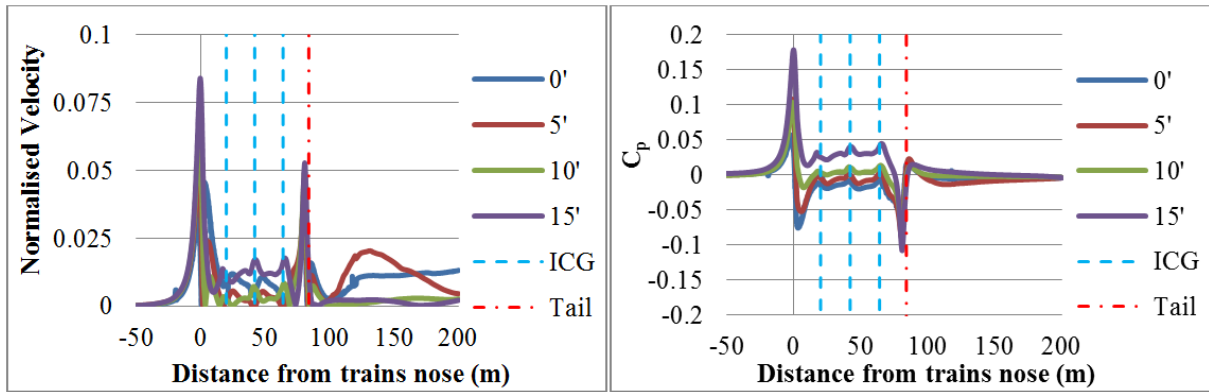 Normalised Velocity
0.1
0.075
0.05
0.025
0
-50 0 50 100 150 200
Distance from trains nose (m)
0'
5'
10'
15'
ICG
Tail
Cp
0.2
0.15
0.1
0.05
0
-0.05
-0.1
-0.15
-0.2
-50 0 50 100 150 200
Distance from trains nose (m)
0'
5'
10'
15'
ICG
Tail